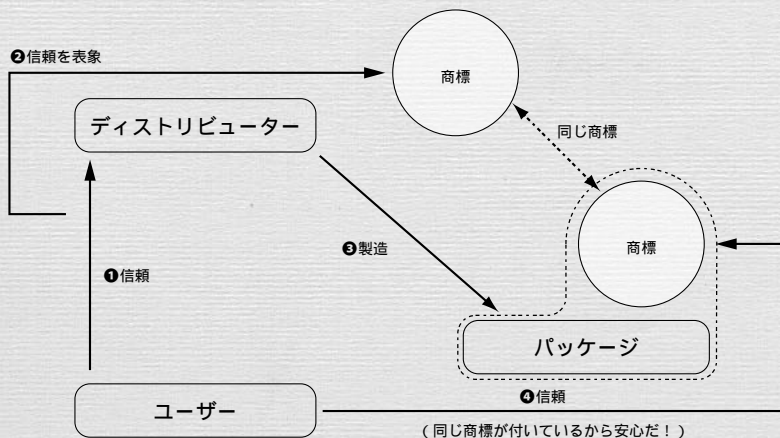 ❷信頼を表象
商標
ディストリビューター
同じ商標
❸製造
商標
❶信頼
パッケージ
❹信頼
ユーザー
(同じ商標が付いているから安心だ!)